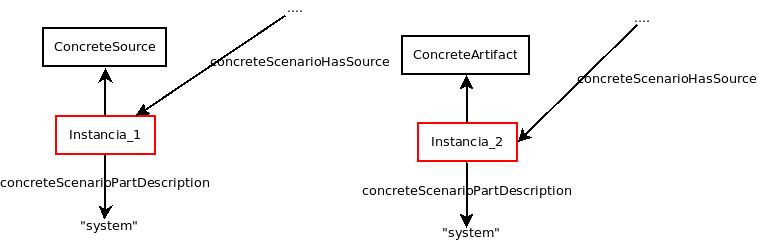 ....
ConcreteSource
concreteScenarioHasSource
Instancia_1
concreteScenarioPartDescription
"system"
....
ConcreteArtifact
concreteScenarioHasSource
Instancia_2
concreteScenarioPartDescription
"system"